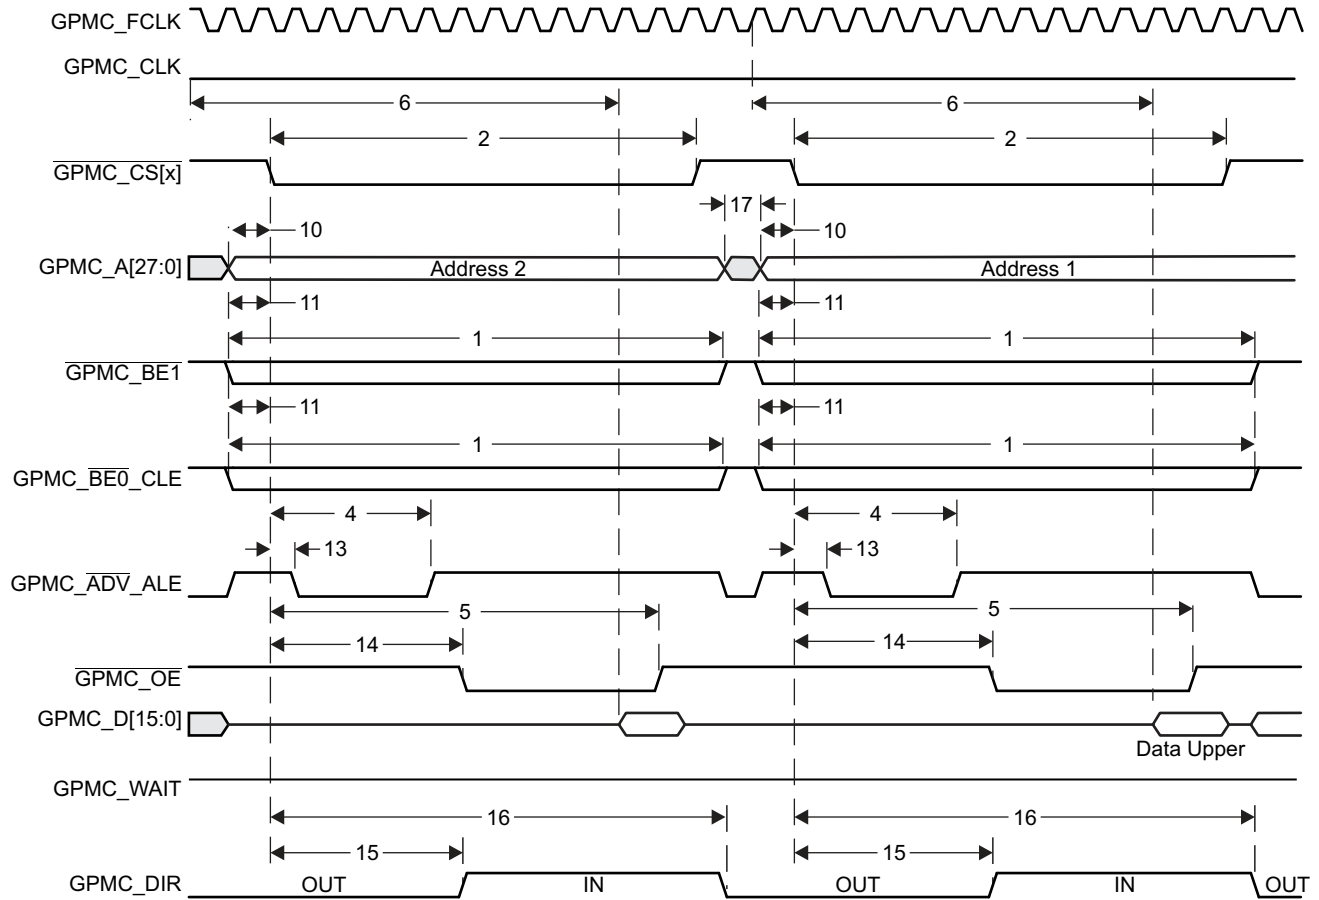 GPMC_FCLK
GPMC_CLK
6 6
2 2
GPMC_CS[x]
17
10 10
GPMC_A[27:0] Address 2 Address 1
11 11
1 1
GPMC_BE1
11 11
1 1
GPMC_BE0_CLE
4 4
13 13
GPMC_ADV_ALE
5 5
14 14
GPMC_OE
GPMC_D[15:0]
Data Upper
GPMC_WAIT
16 16
15 15
GPMC_DIR OUT IN OUT IN OUT